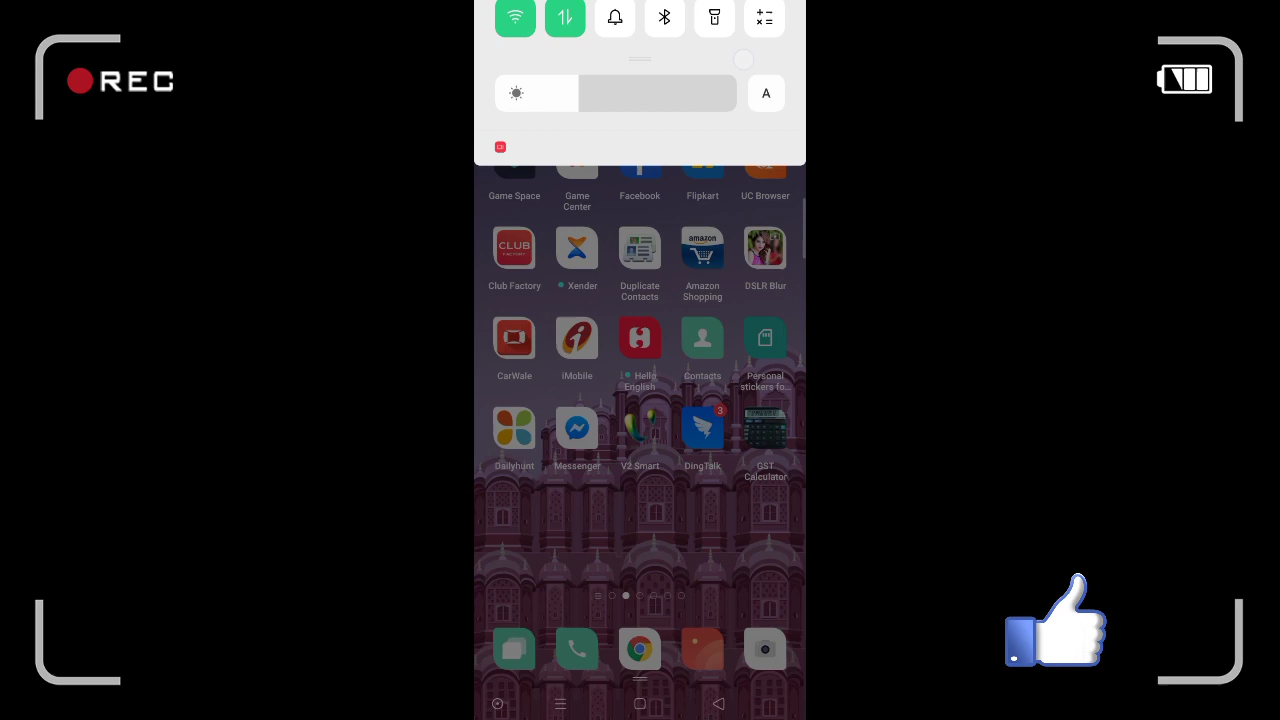 REC
A
Game Space
Game
Center
Facebook
Flipkart
UC Browser
CLUB
FACTORY
amazon
Club Factory
Xender
Duplicate
Contacts
Amazon
Shopping
DSLR Blur
CarWale
iMobile
Hello
English
Contacts
Personal
stickers fo...
3
Dailyhunt
Messenger
V2 Smart
DingTalk
GST
Calculator